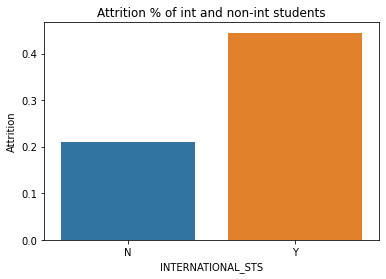 Attrition % of int and non-int students
Attrition
0.4
0.3
0.2
0.1
0.0
N
Y
INTERNATIONAL_STS